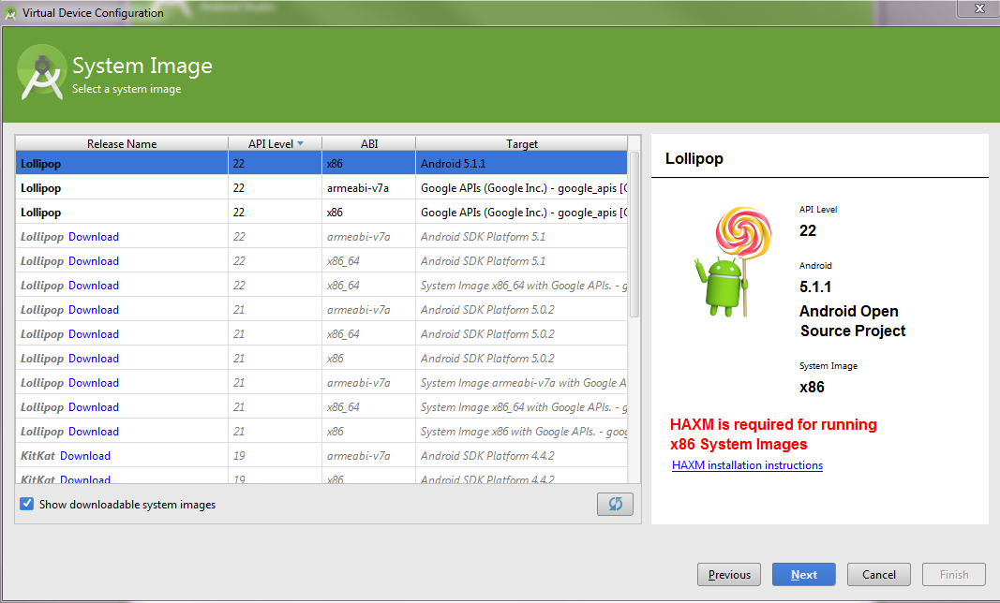 Virtual Device Configuration
Android Studio
System Image
Select a system image
Release Name API Level ABI Target
Lollipop 22 x86 Android 5.1.1
Lollipop 22 armeabi-v7a Google APIs (Google Inc.) - google_apis [G
Lollipop 22 x86 Google APIs (Google Inc.) - google_apis [G
Lollipop Download 22 armeabi-v7a Android SDK Platform 5.1
Lollipop Download 22 x86_64 Android SDK Platform 5.1
Lollipop Download 22 x86_64 System Image x86_64 with Google APIs. - g
Lollipop Download 21 armeabi-v7a Android SDK Platform 5.0.2
Lollipop Download 21 x86_64 Android SDK Platform 5.0.2
Lollipop Download 21 x86 Android SDK Platform 5.0.2
Lollipop Download 21 armeabi-v7a System Image armeabi-v7a with Google A
Lollipop Download 21 x86_64 System Image x86_64 with Google APIs. - g
Lollipop Download 21 x86 System Image x86 with Google APIs. - goog
KitKat Download 19 armeabi-v7a Android SDK Platform 4.4.2
KitKat Download 19 x86 Android SDK Platform 4.4.2
Show downloadable system images
Lollipop
API Level
22
Android
5.1.1
Android Open
Source Project
System Image
x86
HAXM is required for running
x86 System Images
HAXM installation instructions
Previous Next Cancel Finish